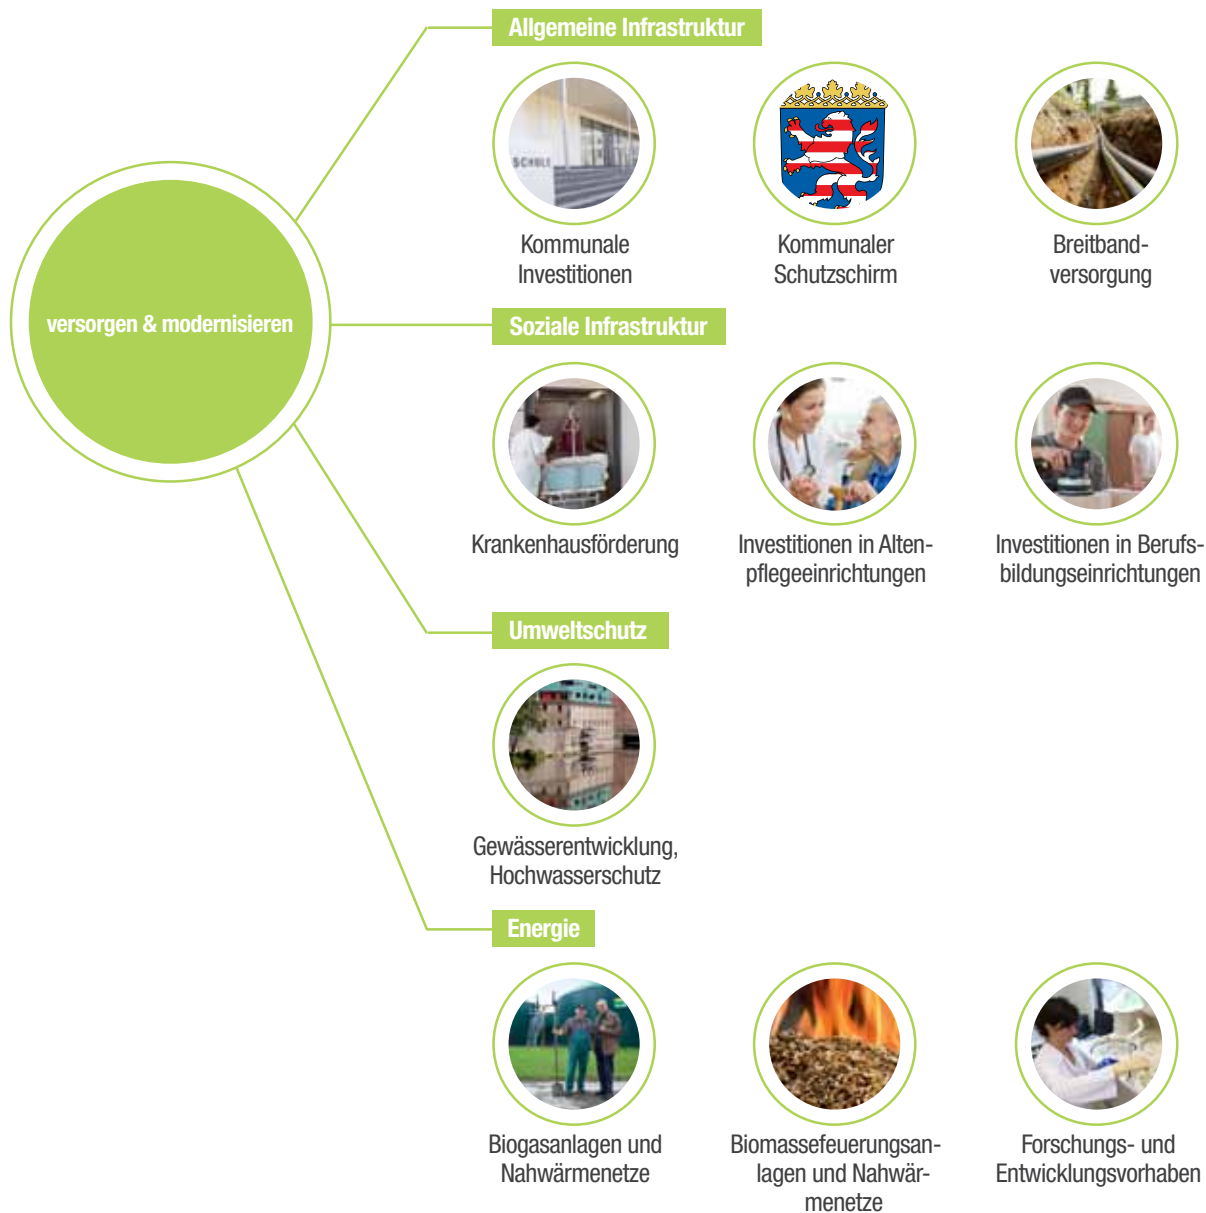 Allgemeine Infrastruktur
SCHULE
Kommunale
Investitionen
Kommunaler
Schutzschirm
Breitband-
versorgung
versorgen & modernisieren
Soziale Infrastruktur
Krankenhausförderung
Investitionen in Alten-
pflegeeinrichtungen
Investitionen in Berufs-
bildungseinrichtungen
Umweltschutz
Gewässerentwicklung,
Hochwasserschutz
Energie
Biogasanlagen und
Nahwärmenetze
Biomassefeuerungsan-
lagen und Nahwär-
menetze
Forschungs- und
Entwicklungsvorhaben